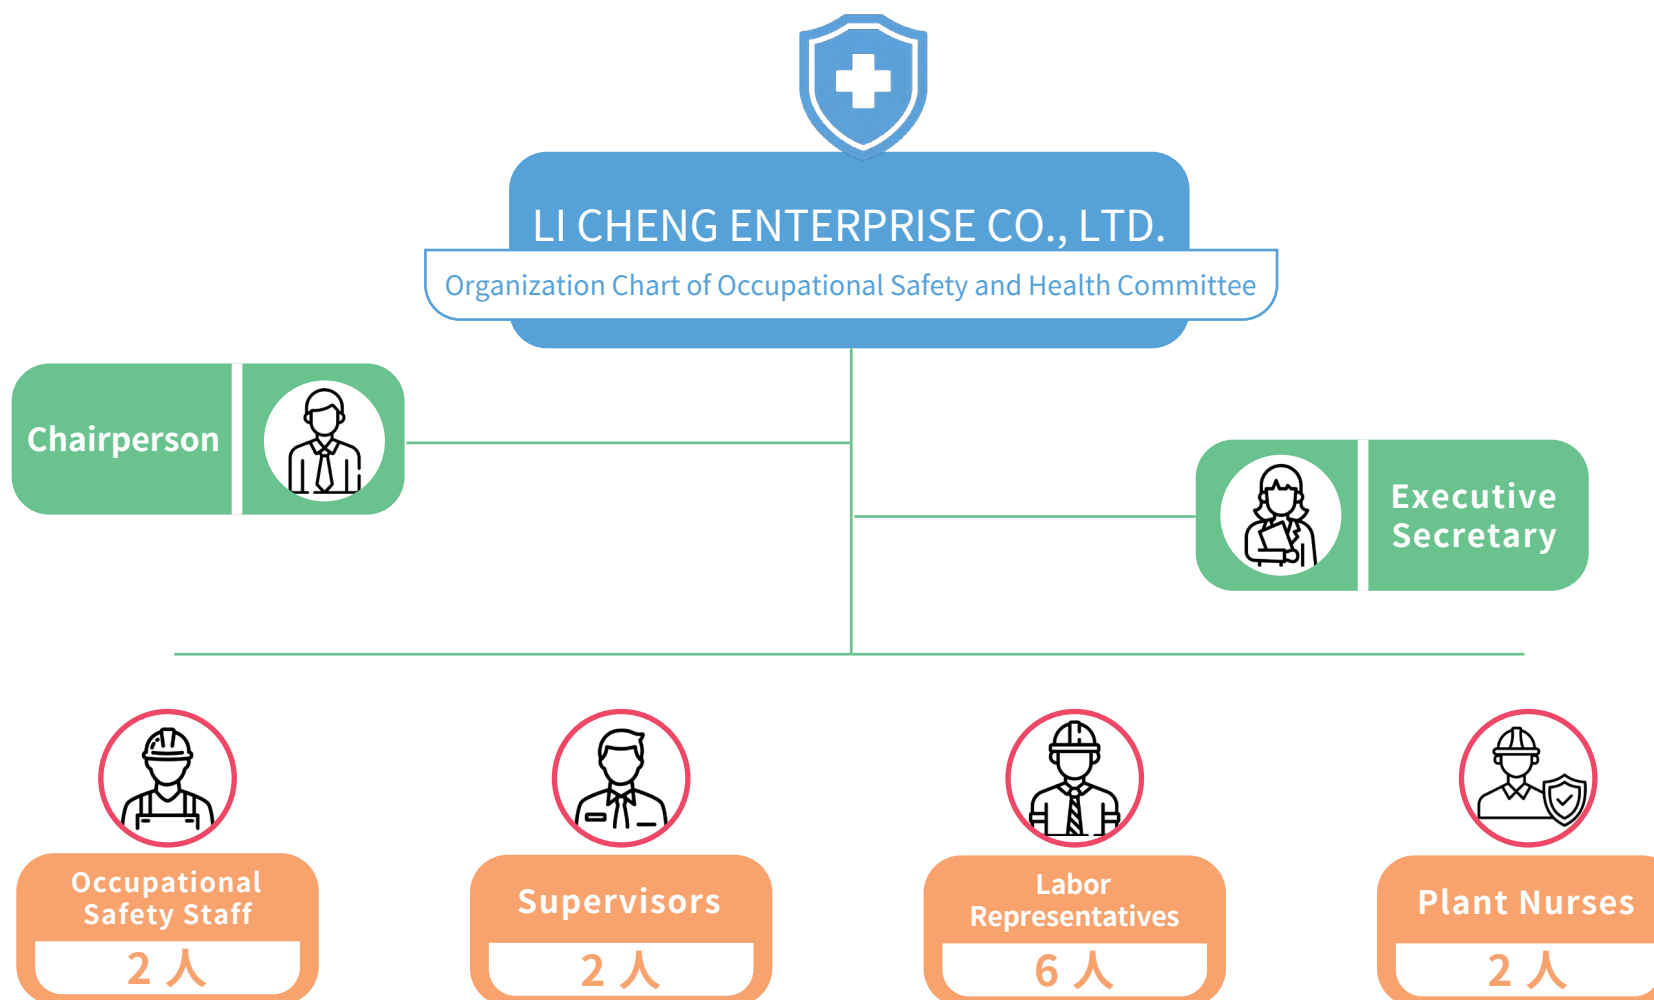 LI CHENG ENTERPRISE CO., LTD.
Organization Chart of Occupational Safety and Health Committee
Chairperson
Executive
Secretary
Occupational
Safety Staff
2 人
Supervisors
2 人
Labor
Representatives
6 人
Plant Nurses
2 人